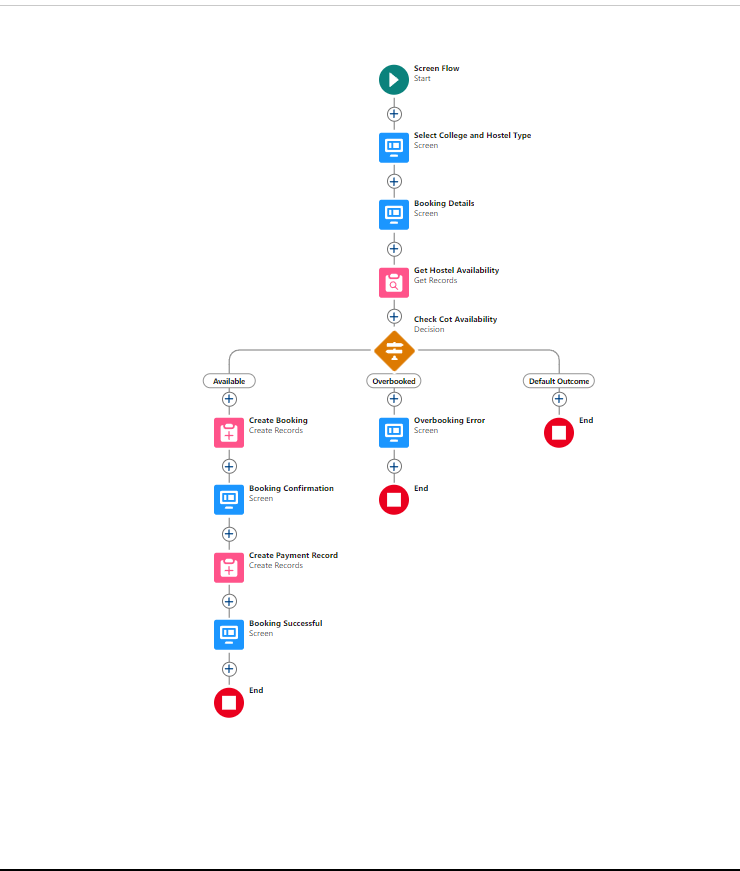 Screen Flow
Start
Select College and Hostel Type
Screen
Booking Details
Screen
Get Hostel Availability
Get Records
Check Cot Availability
Decision
Available
Overbooked
Default Outcome
Create Booking
Create Records
Overbooking Error
Screen
End
Booking Confirmation
Screen
End
Create Payment Record
Create Records
Booking Successful
Screen
End